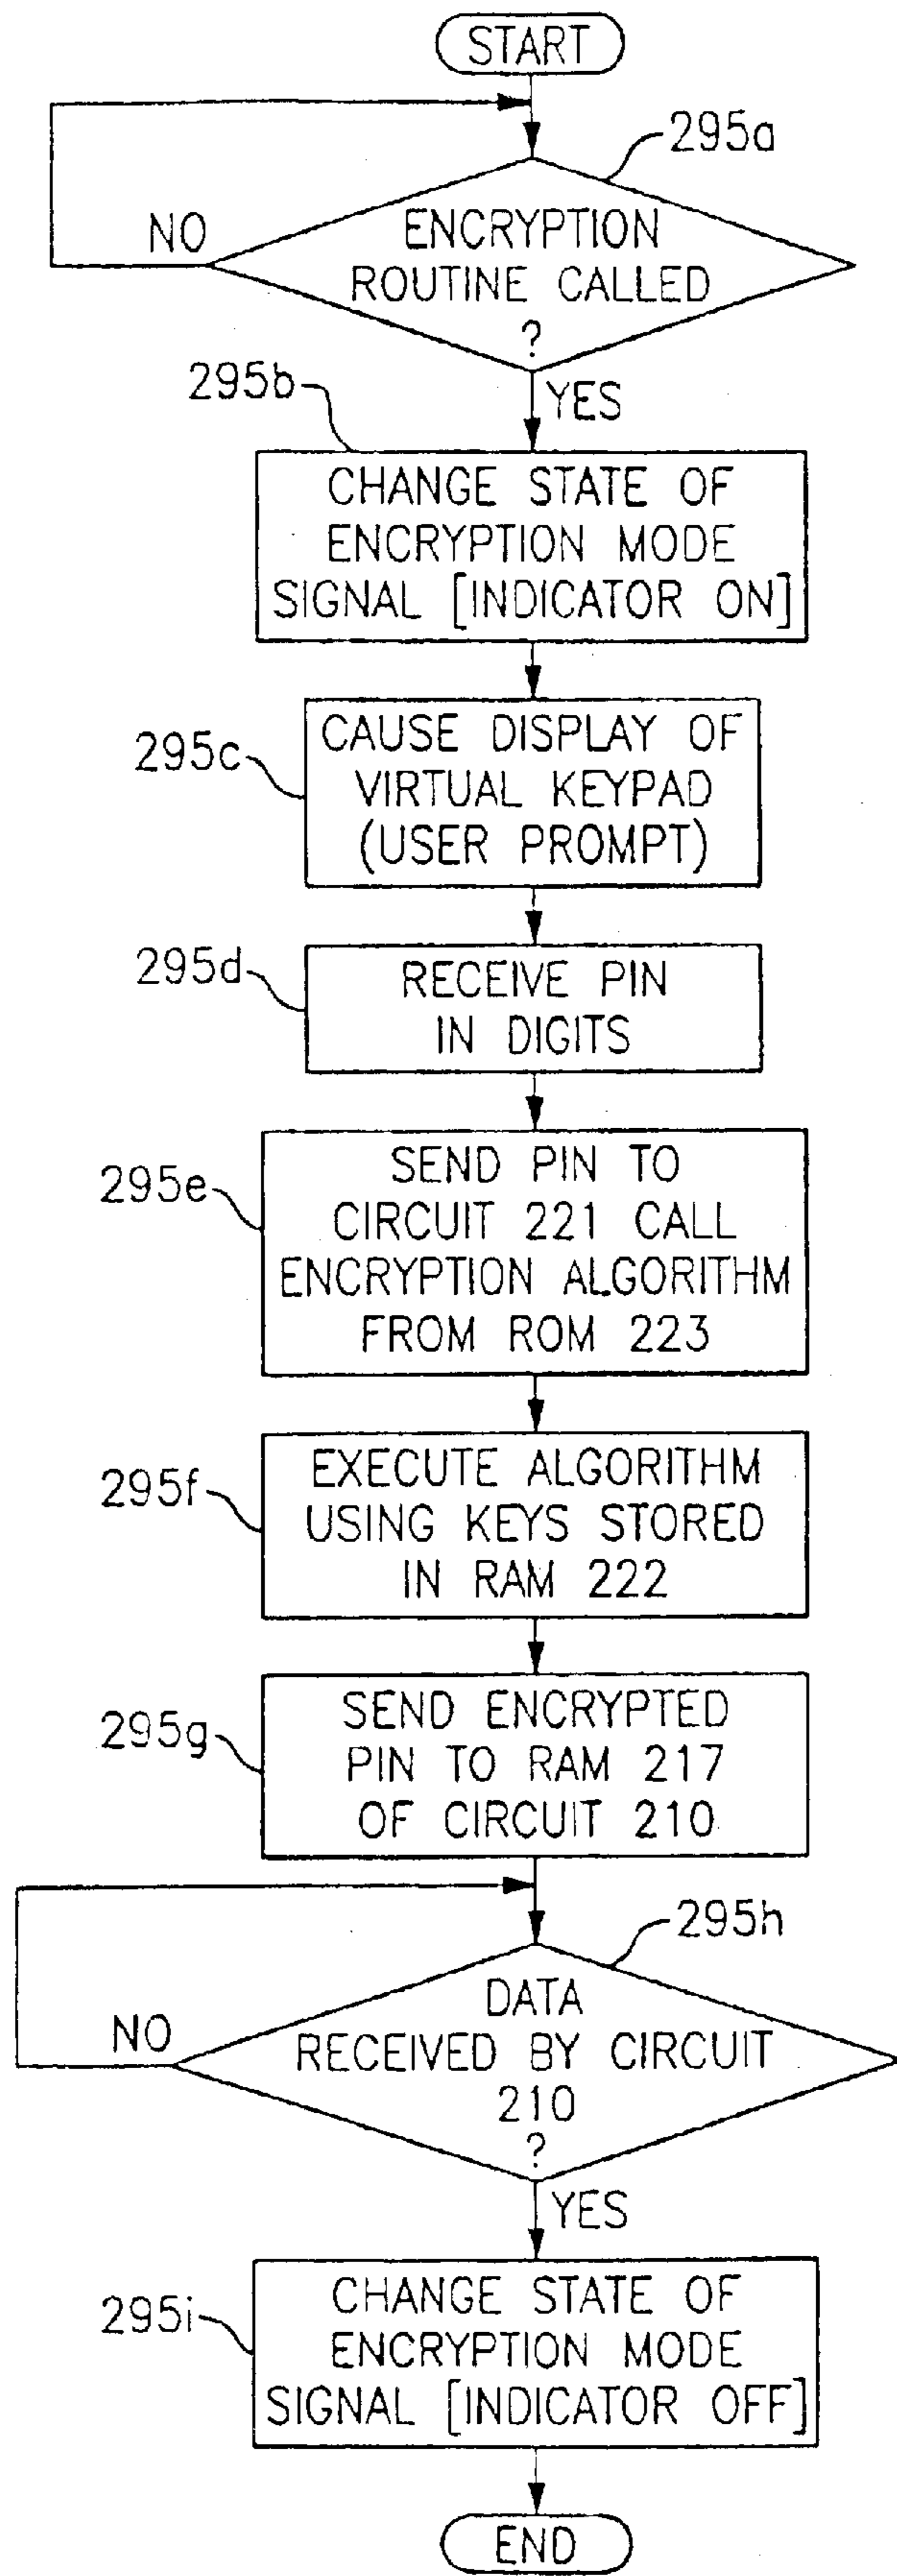 START
295a
NO
ENCRYPTION
ROUTINE CALLED
?
295b
YES
CHANGE STATE OF
ENCRYPTION MODE
SIGNAL [INDICATOR ON]
295c
CAUSE DISPLAY OF
VIRTUAL KEYPAD
(USER PROMPT)
295d
RECEIVE PIN
IN DIGITS
295e
SEND PIN TO
CIRCUIT 221 CALL
ENCRYPTION ALGORITHM
FROM ROM 223
295f
EXECUTE ALGORITHM
USING KEYS STORED
IN RAM 222
295g
SEND ENCRYPTED
PIN TO RAM 217
OF CIRCUIT 210
295h
NO
DATA
RECEIVED BY CIRCUIT
210
?
YES
295i
CHANGE STATE OF
ENCRYPTION MODE
SIGNAL [INDICATOR OFF]
END